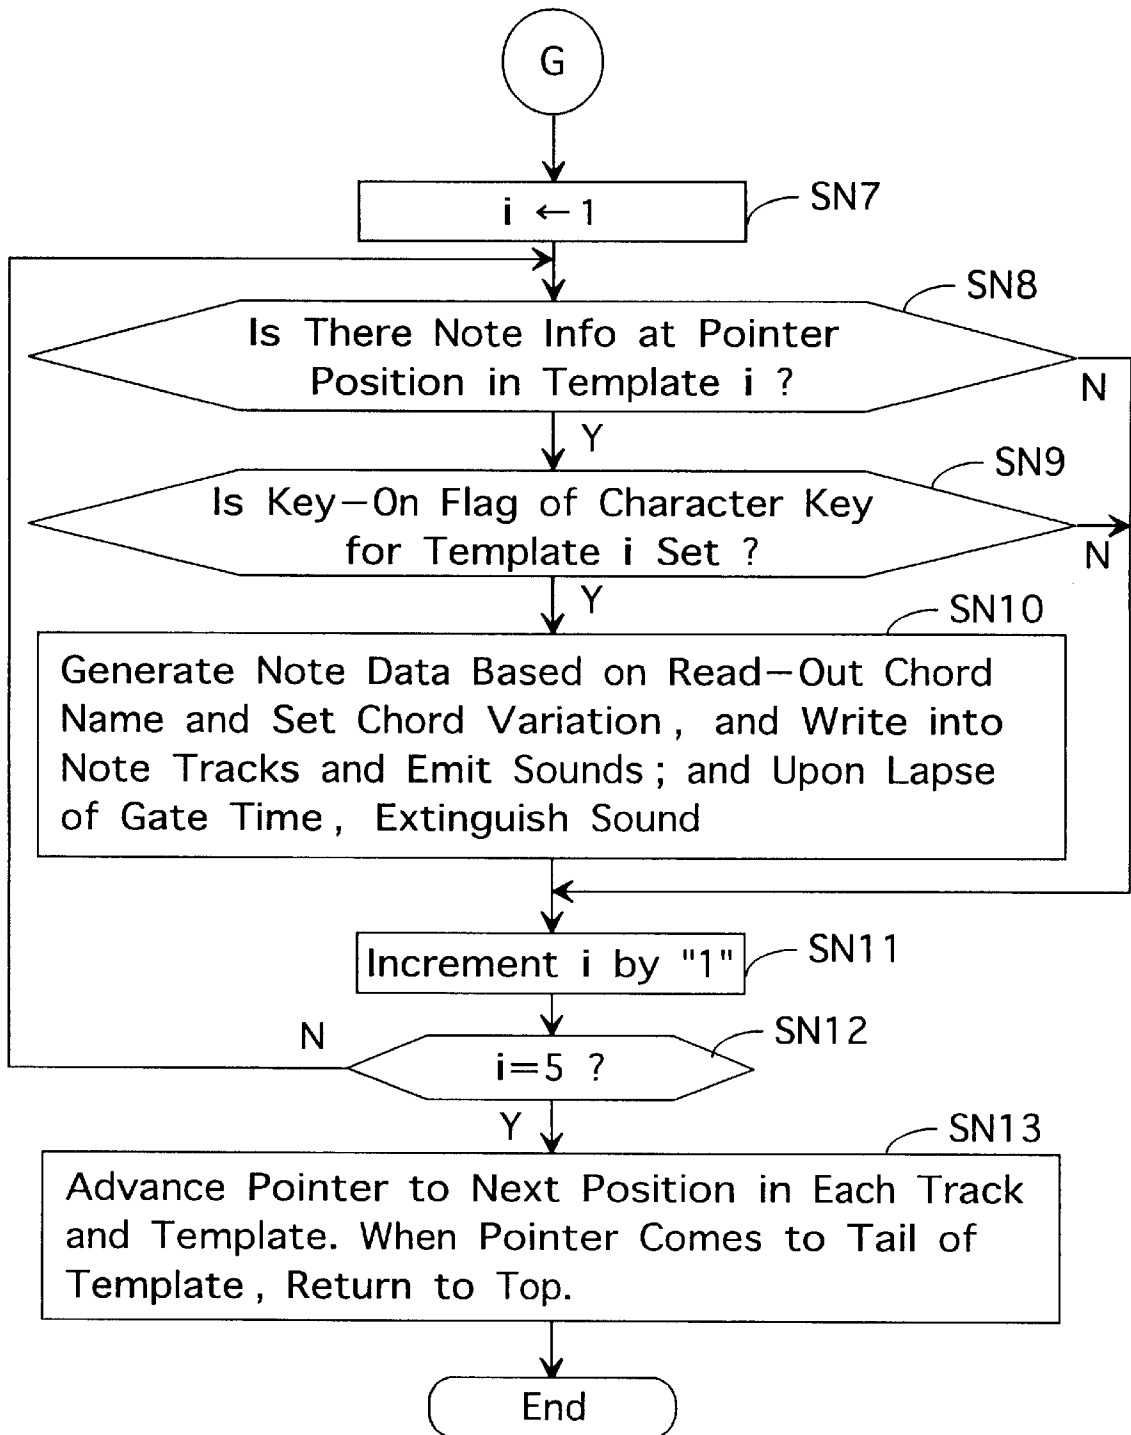 G
i ← 1
SN7
SN8
Is There Note Info at Pointer
Position in Template i ?
N
Y
SN9
Is Key-On Flag of Character Key
for Template i Set ?
N
Y
SN10
Generate Note Data Based on Read-Out Chord
Name and Set Chord Variation, and Write into
Note Tracks and Emit Sounds; and Upon Lapse
of Gate Time, Extinguish Sound
Increment i by "1"
SN11
SN12
N
i=5 ?
Y
SN13
Advance Pointer to Next Position in Each Track
and Template. When Pointer Comes to Tail of
Template, Return to Top.
End